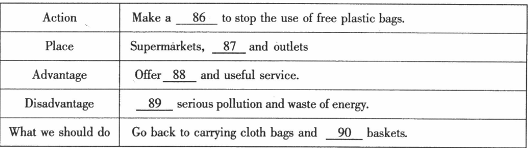 Action Make a 86 to stop the use of free plastic bags.
Place Supermarkets, 87 and outlets
Advantage Offer 88 and useful service.
Disadvantage 89 serious pollution and waste of energy.
What we should do Go back to carrying cloth bags and 90 baskets.